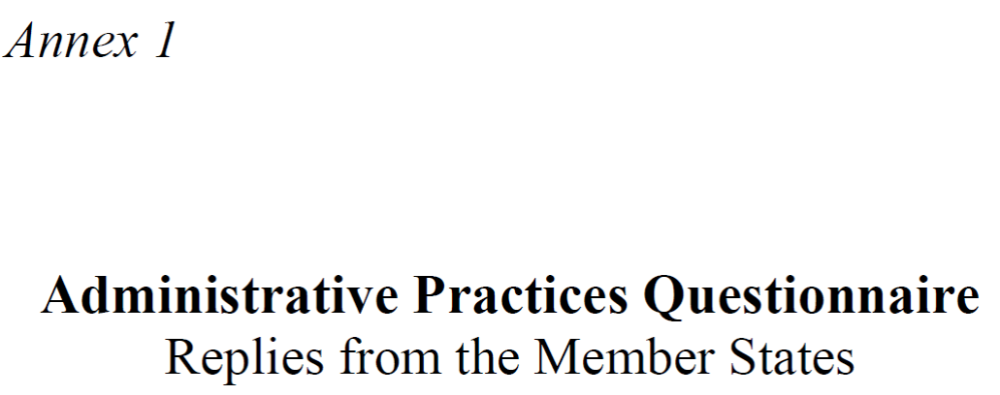 Annex 1
Administrative Practices Questionnaire
Replies from the Member States